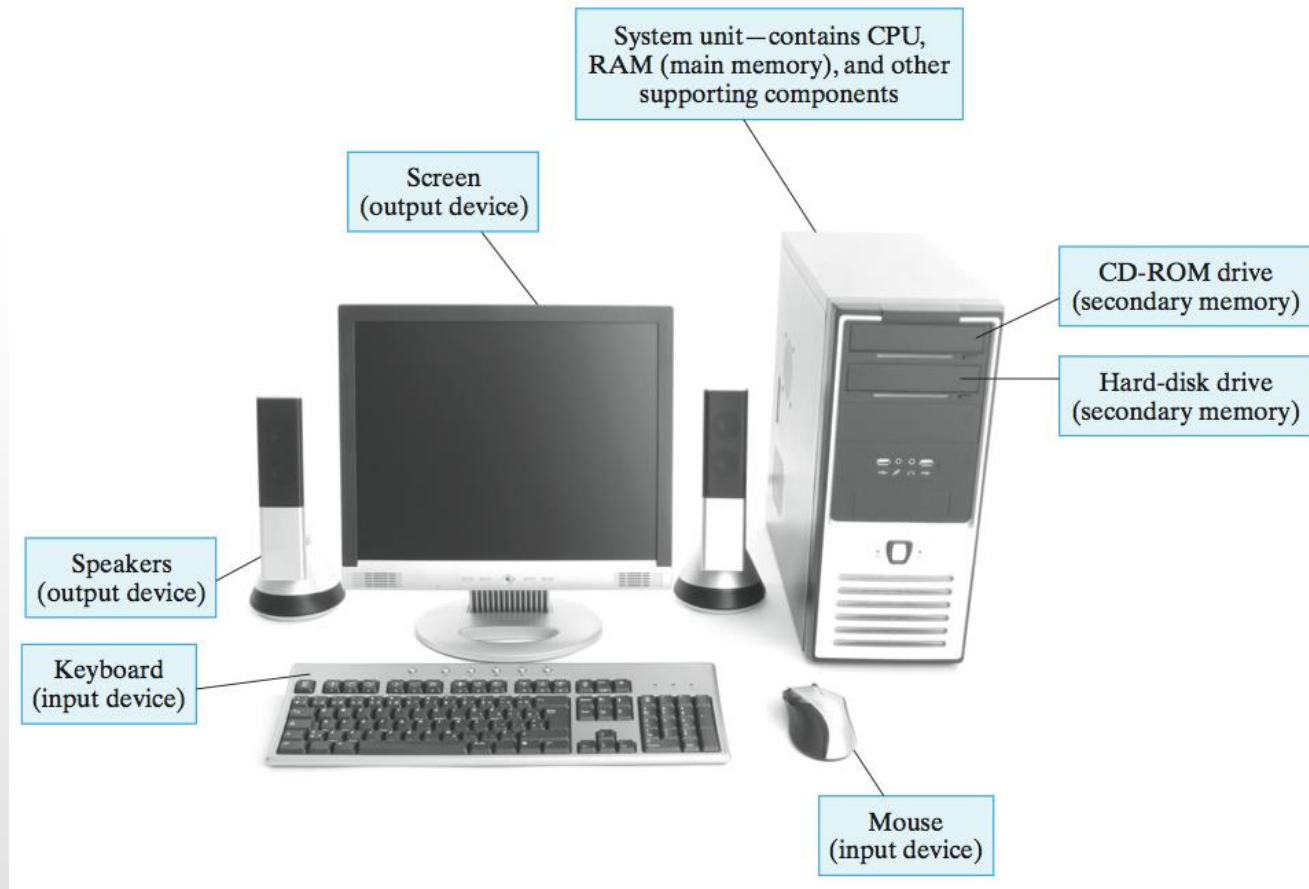 System unit—contains CPU,
RAM (main memory), and other
supporting components
Screen
(output device)
CD-ROM drive
(secondary memory)
Hard-disk drive
(secondary memory)
Speakers
(output device)
Keyboard
(input device)
Mouse
(input device)